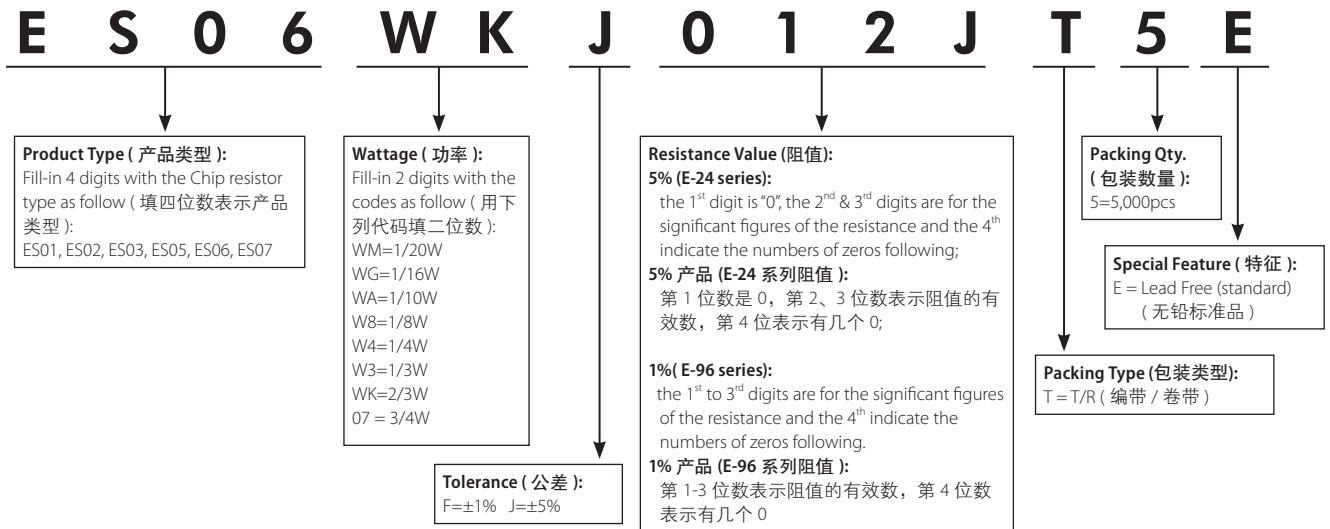 E S 0 6 W K J 0 1 2 J T 5 E
Product Type ( 产品类型 ):
Fill-in 4 digits with the Chip resistor
type as follow ( 填四位数表示产品
类型 ):
ES01, ES02, ES03, ES05, ES06, ES07
Wattage ( 功率 ):
Fill-in 2 digits with the
codes as follow ( 用下
列代码填二位数 ):
WM=1/20W
WG=1/16W
WA=1/10W
W8=1/8W
W4=1/4W
W3=1/3W
WK=2/3W
07 = 3/4W
Tolerance ( 公差 ):
F=±1% J=±5%
Resistance Value (阻值):
5% (E-24 series):
the 1st digit is “0”, the 2nd & 3rd digits are for the
significant figures of the resistance and the 4th
indicate the numbers of zeros following;
5% 产品 (E-24 系列阻值 ):
第 1 位数是 0，第 2、3 位数表示阻值的有
效数，第 4 位表示有几个 0;
1%( E-96 series):
the 1st to 3rd digits are for the significant figures
of the resistance and the 4th indicate the
numbers of zeros following.
1% 产品 (E-96 系列阻值 ):
第 1-3 位数表示阻值的有效数，第 4 位数
表示有几个 0
Packing Qty.
( 包装数量 ):
5=5,000pcs
Special Feature ( 特征 ):
E = Lead Free (standard)
( 无铅标准品 )
Packing Type (包装类型):
T = T/R ( 编带 / 卷带 )